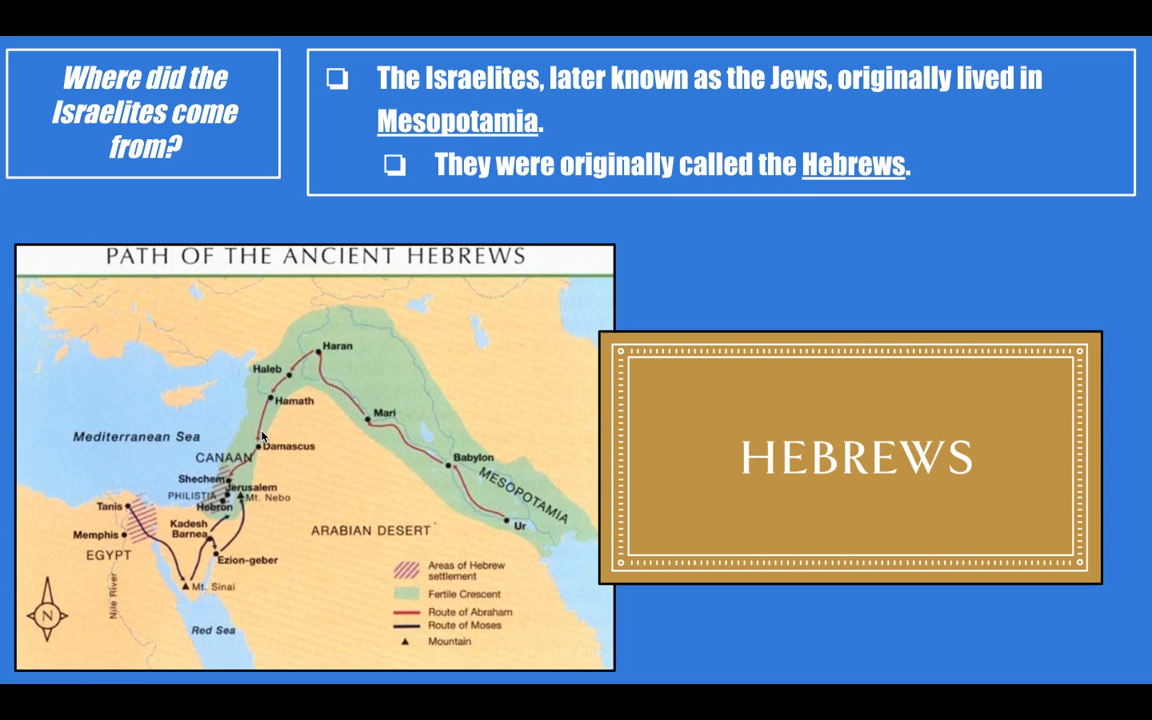 Where did the
Israelites come
from?
❏ The Israelites, later known as the Jews, originally lived in
Mesopotamia.
❏ They were originally called the Hebrews.
PATH OF THE ANCIENT HEBREWS
Haran
Haleb
Hamath
Mari
Mediterranean Sea
Damascus
CANAAN
Babylon
MESOPOTAMIA
Shechem
Jerusalem
PHILISTIA
Mt. Nebo
Hebron
Tanis
Kadesh
Barnea
Ur
ARABIAN DESERT
Memphis
EGYPT
Ezion-geber
Mt. Sinai
Nile River
N
Red Sea
Areas of Hebrew
settlement
Fertile Crescent
Route of Abraham
Route of Moses
Mountain
HEBREWS